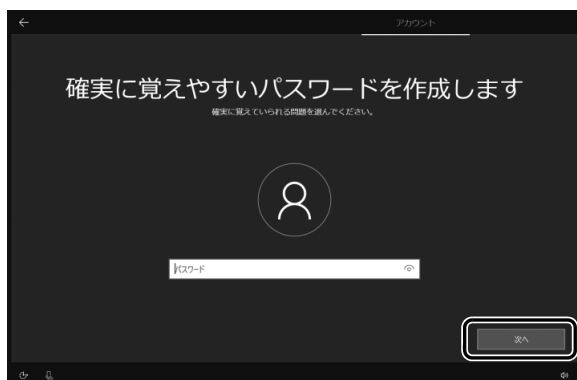 アカウント
確実に覚えやすいパスワードを作成します
確実に覚えていられる問題を選んでください。
パスワード
次へ